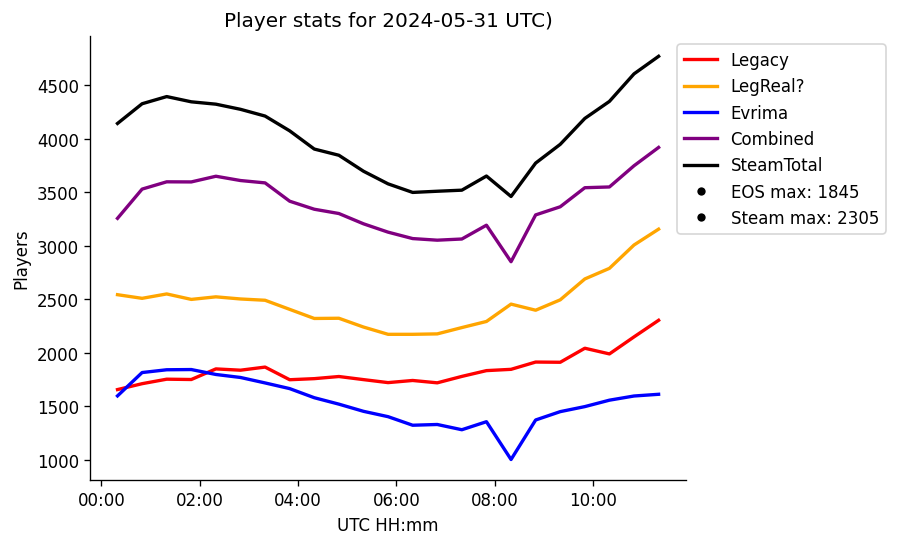 Player stats for 2024-05-31 UTC)
Legacy
LegReal?
Evrima
Combined
SteamTotal
EOS max: 1845
Steam max: 2305
Players
4500
4000
3500
3000
2500
2000
1500
1000
00:00 02:00 04:00 06:00 08:00 10:00
UTC HH:mm